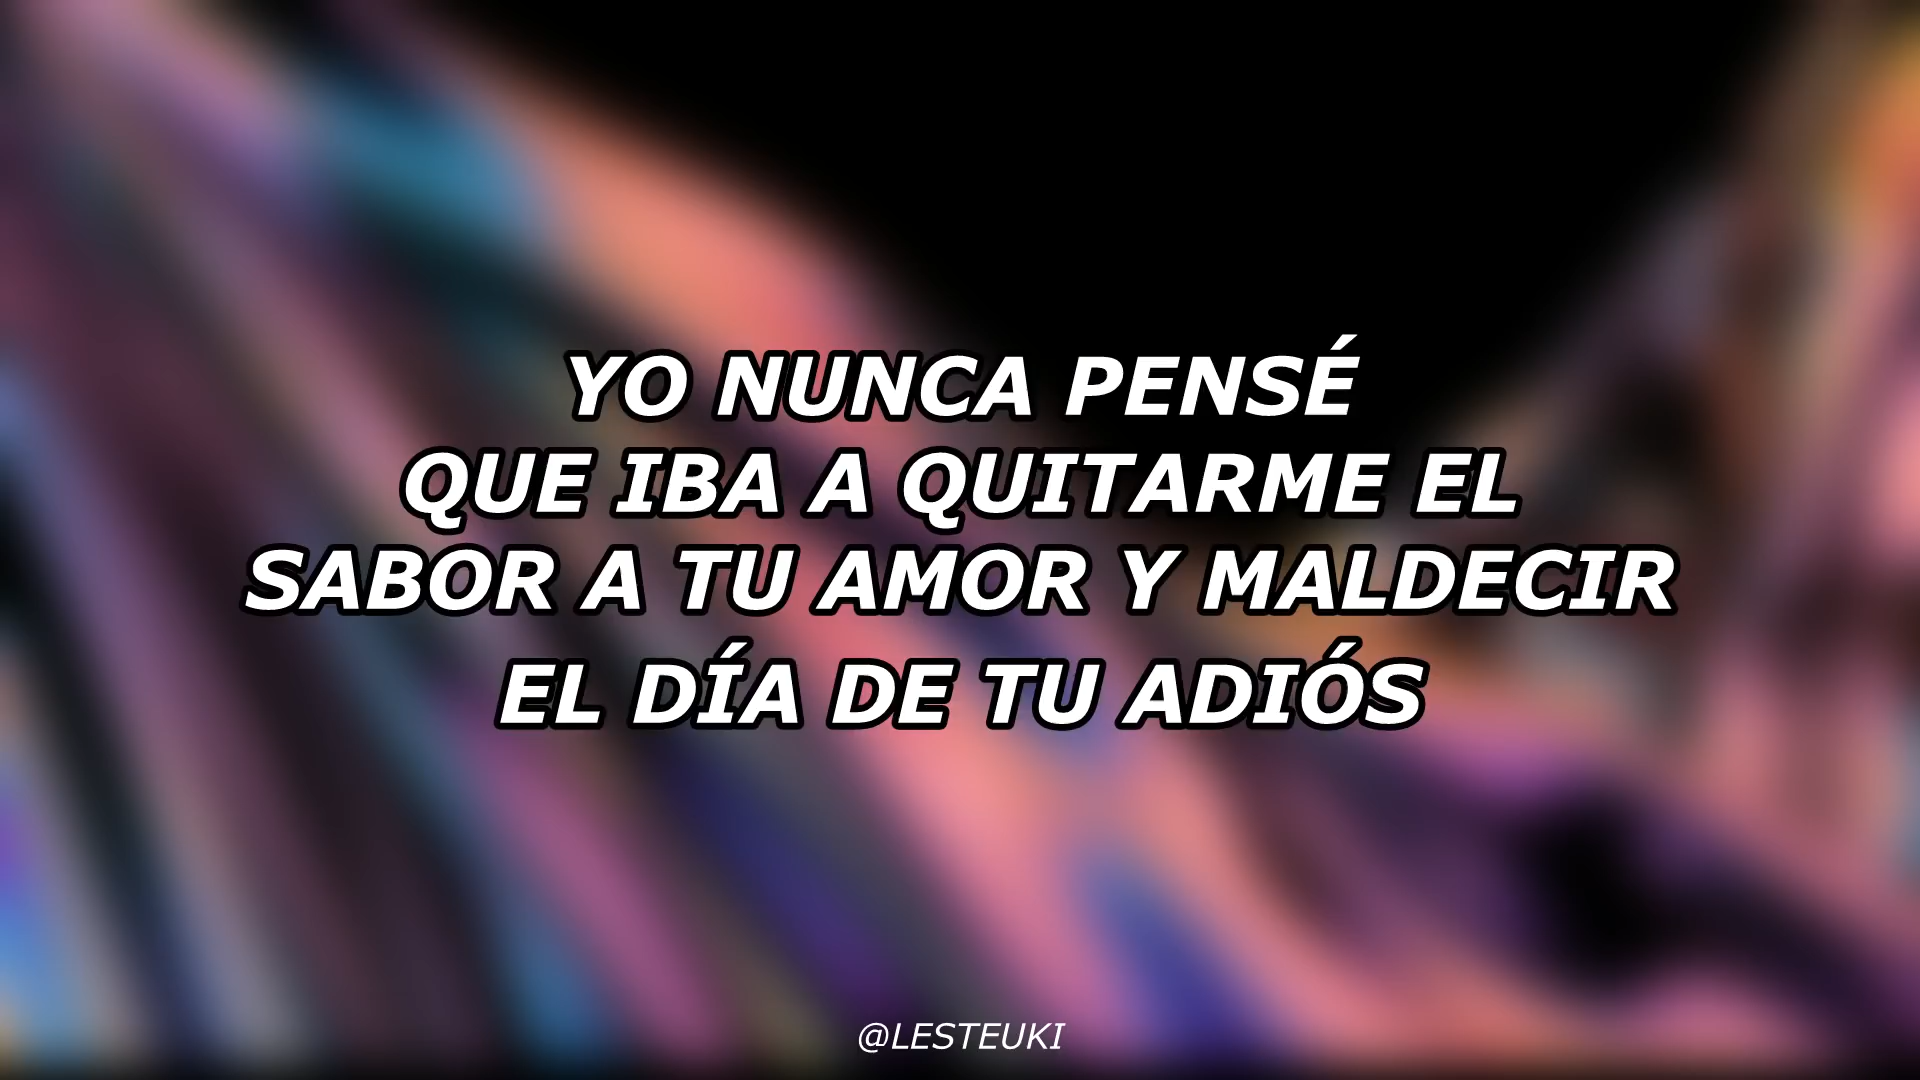 YO NUNCA PENSÉ
QUE IBA A QUITARME EL
SABOR A TU AMOR Y MALDECIR
EL DÍA DE TU ADIÓS
@LESTEUKI